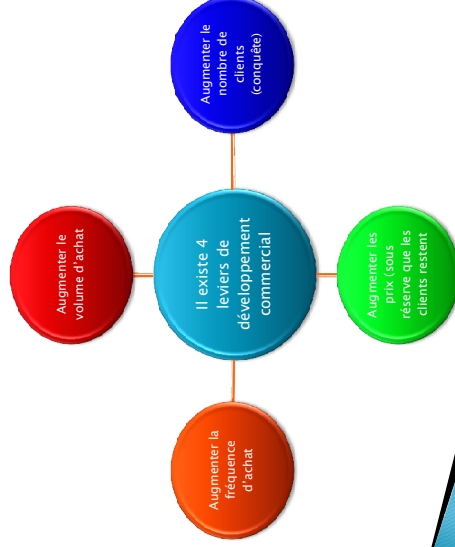 Il existe 4
leviers de
développement
commercial
Augmenter le
nombre de
clients
(conquête)
Augmenter les
prix (sous
réserve que les
clients restent
Augmenter la
fréquence
d'achat
Augmenter le
volume d'achat